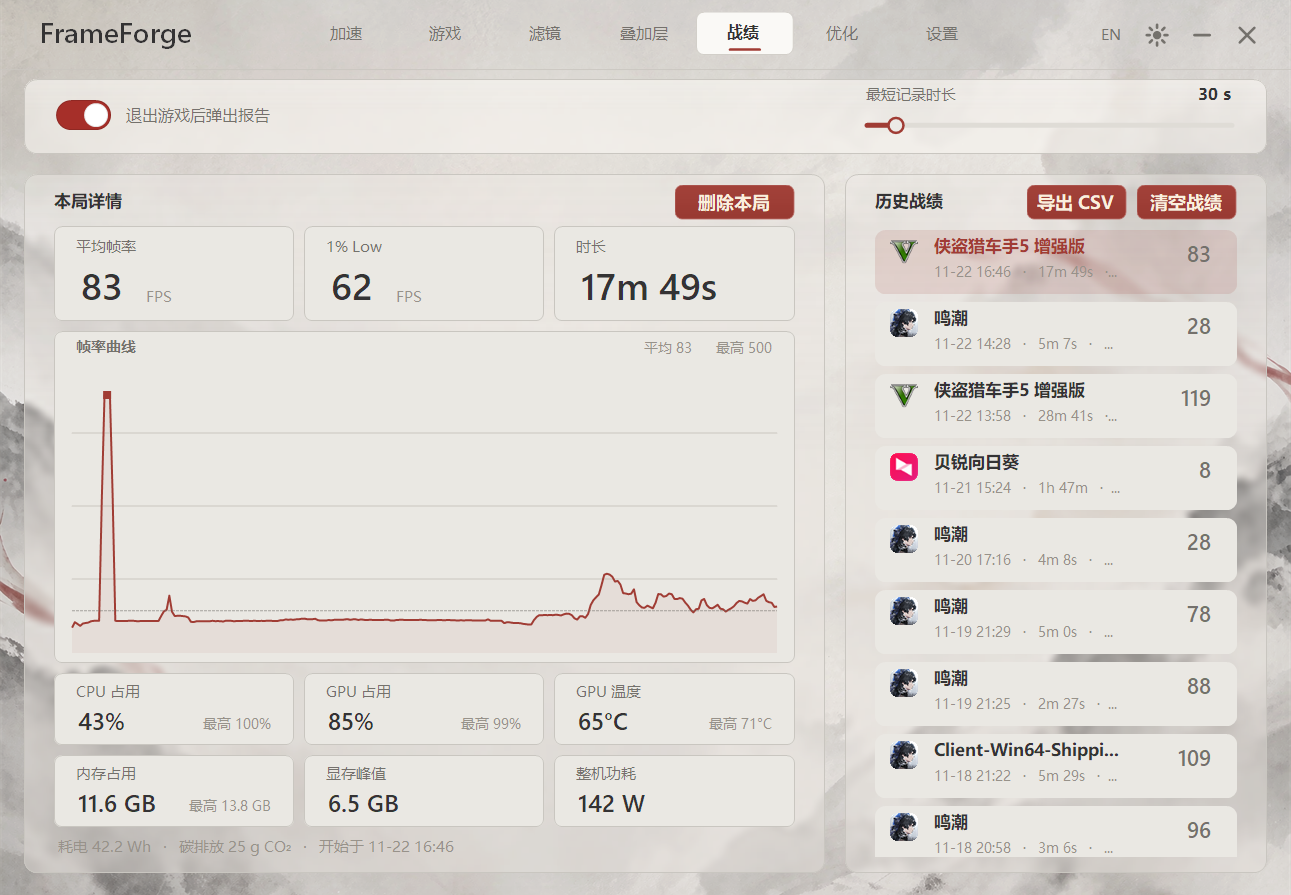 FrameForge 加速 游戏 滤镜 叠加层 战绩 优化 设置 EN
退出游戏后弹出报告
最短记录时长 30 s
本局详情 删除本局
平均帧率 1% Low 时长
83 FPS 62 FPS 17m 49s
帧率曲线 平均 83 最高 500
CPU 占用 GPU 占用 GPU 温度
43% 最高 100% 85% 最高 99% 65°C 最高 71°C
内存占用 显存峰值 整机功耗
11.6 GB 最高 13.8 GB 6.5 GB 142 W
耗电 42.2 Wh · 碳排放 25 g CO₂ · 开始于 11-22 16:46
历史战绩 导出 CSV 清空战绩
侠盗猎车手5 增强版 83
11-22 16:46 · 17m 49s ·...
鸣潮 28
11-22 14:28 · 5m 7s · ...
侠盗猎车手5 增强版 119
11-22 13:58 · 28m 41s ·...
贝锐向日葵 8
11-21 15:24 · 1h 47m · ...
鸣潮 28
11-20 17:16 · 4m 8s · ...
鸣潮 78
11-19 21:29 · 5m 0s · ...
鸣潮 88
11-19 21:25 · 2m 27s · ...
Client-Win64-Shippi... 109
11-18 21:22 · 5m 29s · ...
鸣潮 96
11-18 20:58 · 3m 6s · ...